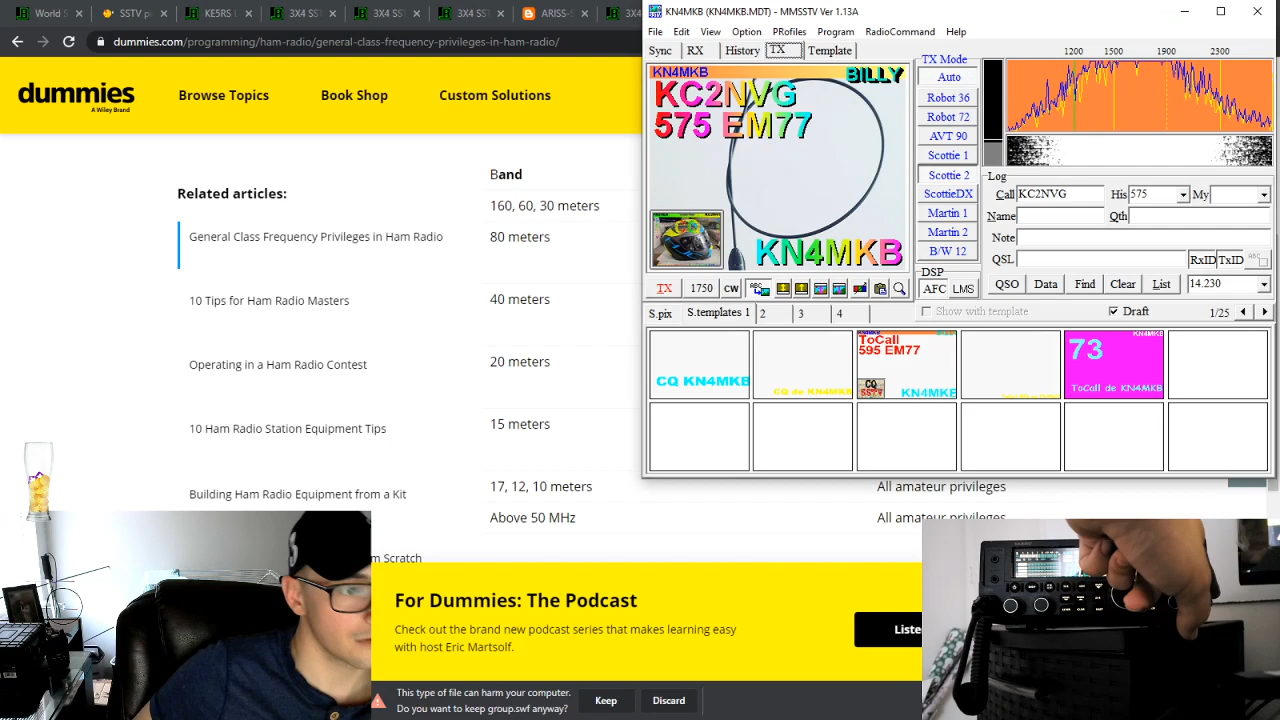 World S
SSTV po
KE5RS L
3X4 SS
3X4 SS
3X4 SS
ARISS-S
3X4
dummies.com/programming/ham-radio/general-class-frequency-privileges-in-ham-radio/
dummies
A Wiley Brand
Browse Topics
Book Shop
Custom Solutions
Related articles:
General Class Frequency Privileges in Ham Radio
10 Tips for Ham Radio Masters
Operating in a Ham Radio Contest
10 Ham Radio Station Equipment Tips
Building Ham Radio Equipment from a Kit
m Scratch
Band
160, 60, 30 meters
80 meters
40 meters
20 meters
15 meters
17, 12, 10 meters
All amateur privileges
Above 50 MHz
All amateur privileges
KN4MKB (KN4MKB.MDT) - MMSSTV Ver 1.13A
File Edit View Option PRofiles Program RadioCommand Help
Sync RX History TX Template
KN4MKB
BILLY
KC2NVG
575 EM77
KN4MKB
TX 1750 CW
TX Mode
Auto
Robot 36
Robot 72
AVT 90
Scottie 1
Scottie 2
ScottieDX
Martin 1
Martin 2
B/W 12
DSP
AFC LMS
1200 1500 1900 2300
Log
Call KC2NVG His 575 My
Name Qth
Note
QSL RxID TxID
QSO Data Find Clear List 14.230
S.pix S.templates 1 2 3 4
Show with template
Draft 1/25
CQ KN4MKB
CQ de KN4MKB
ToCall
595 EM77
CQ
SSTV
KN4MKB
KN4MKB
73
ToCall de KN4MKB
For Dummies: The Podcast
Check out the brand new podcast series that makes learning easy
with host Eric Martsolf.
Liste
This type of file can harm your computer.
Do you want to keep group.swf anyway?
Keep
Discard